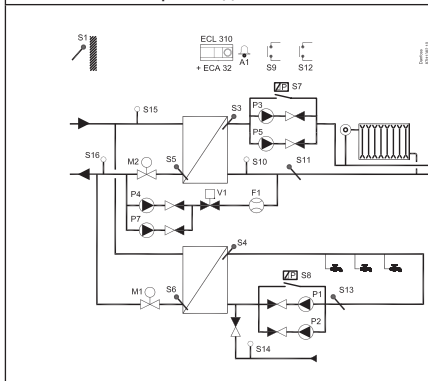 S1
ECL 310
+ ECA 32
A1
S9
S12
S15
S3
P S7
P3
P5
S16
M2
S5
S10
S11
P4
V1
F1
P7
S4
P S8
M1
S6
P1
S13
P2
S14
Danfoss